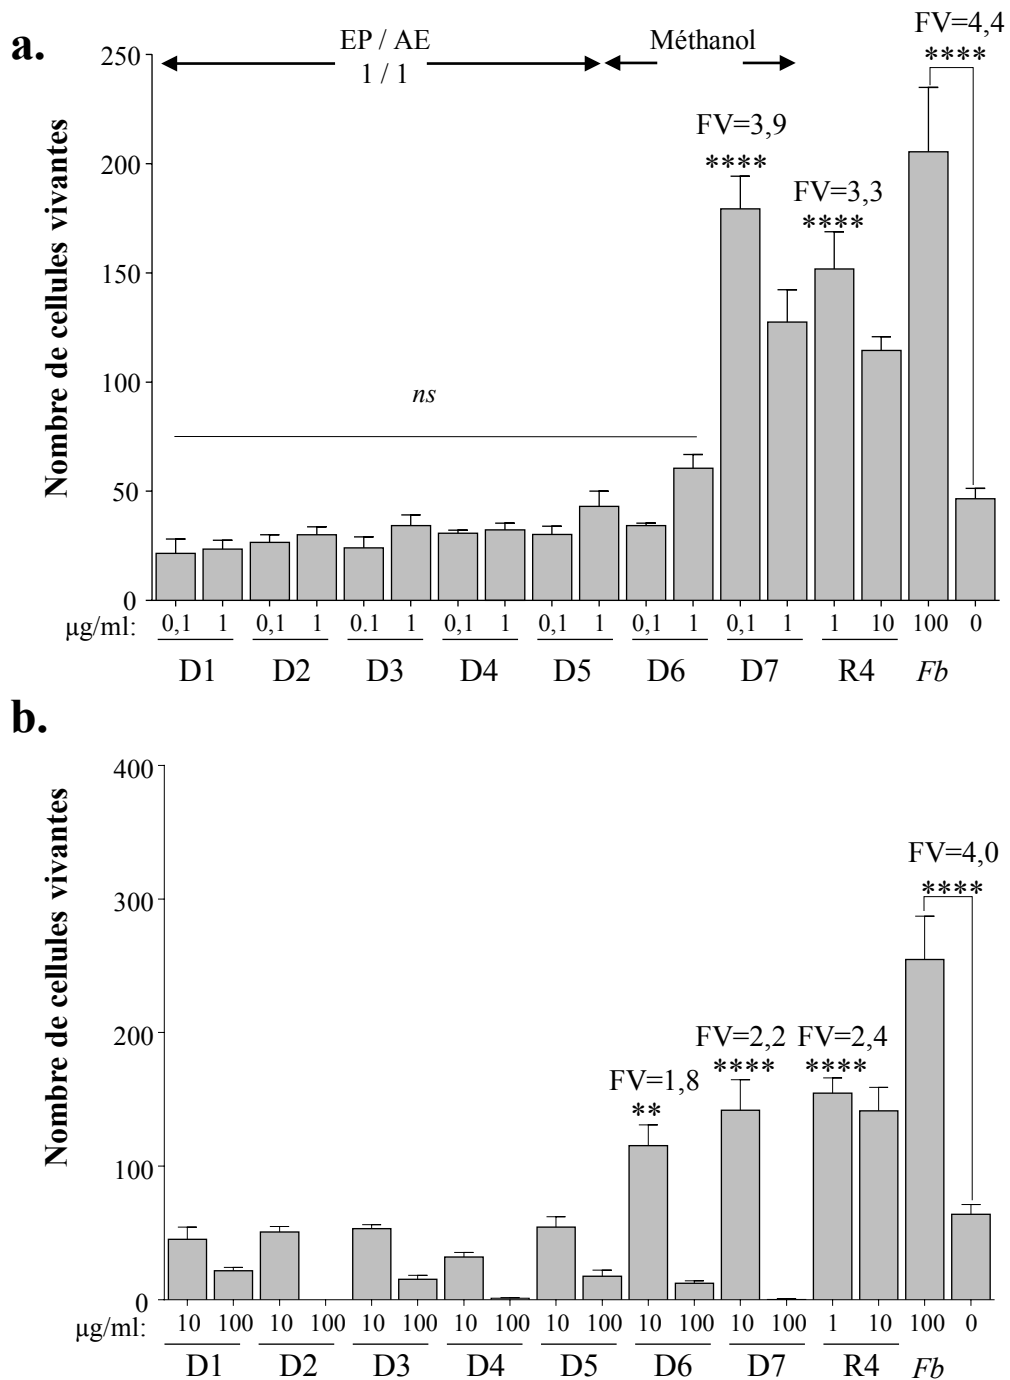 a.
FV=4,4
****
EP / AE
1 / 1
Méthanol
FV=3,9
****
FV=3,3
****
ns
Nombre de cellules vivantes
250
200
150
100
50
0
µg/ml: 0,1 1 0,1 1 0.1 1 0,1 1 0,1 1 0,1 1 0,1 1 1 10 100 0
D1 D2 D3 D4 D5 D6 D7 R4 Fb
b.
Nombre de cellules vivantes
400
300
200
100
0
FV=4,0
****
FV=2,2 FV=2,4
**** ****
FV=1,8
**
µg/ml: 10 100 10 100 10 100 10 100 10 100 10 100 10 100 1 10 100 0
D1 D2 D3 D4 D5 D6 D7 R4 Fb